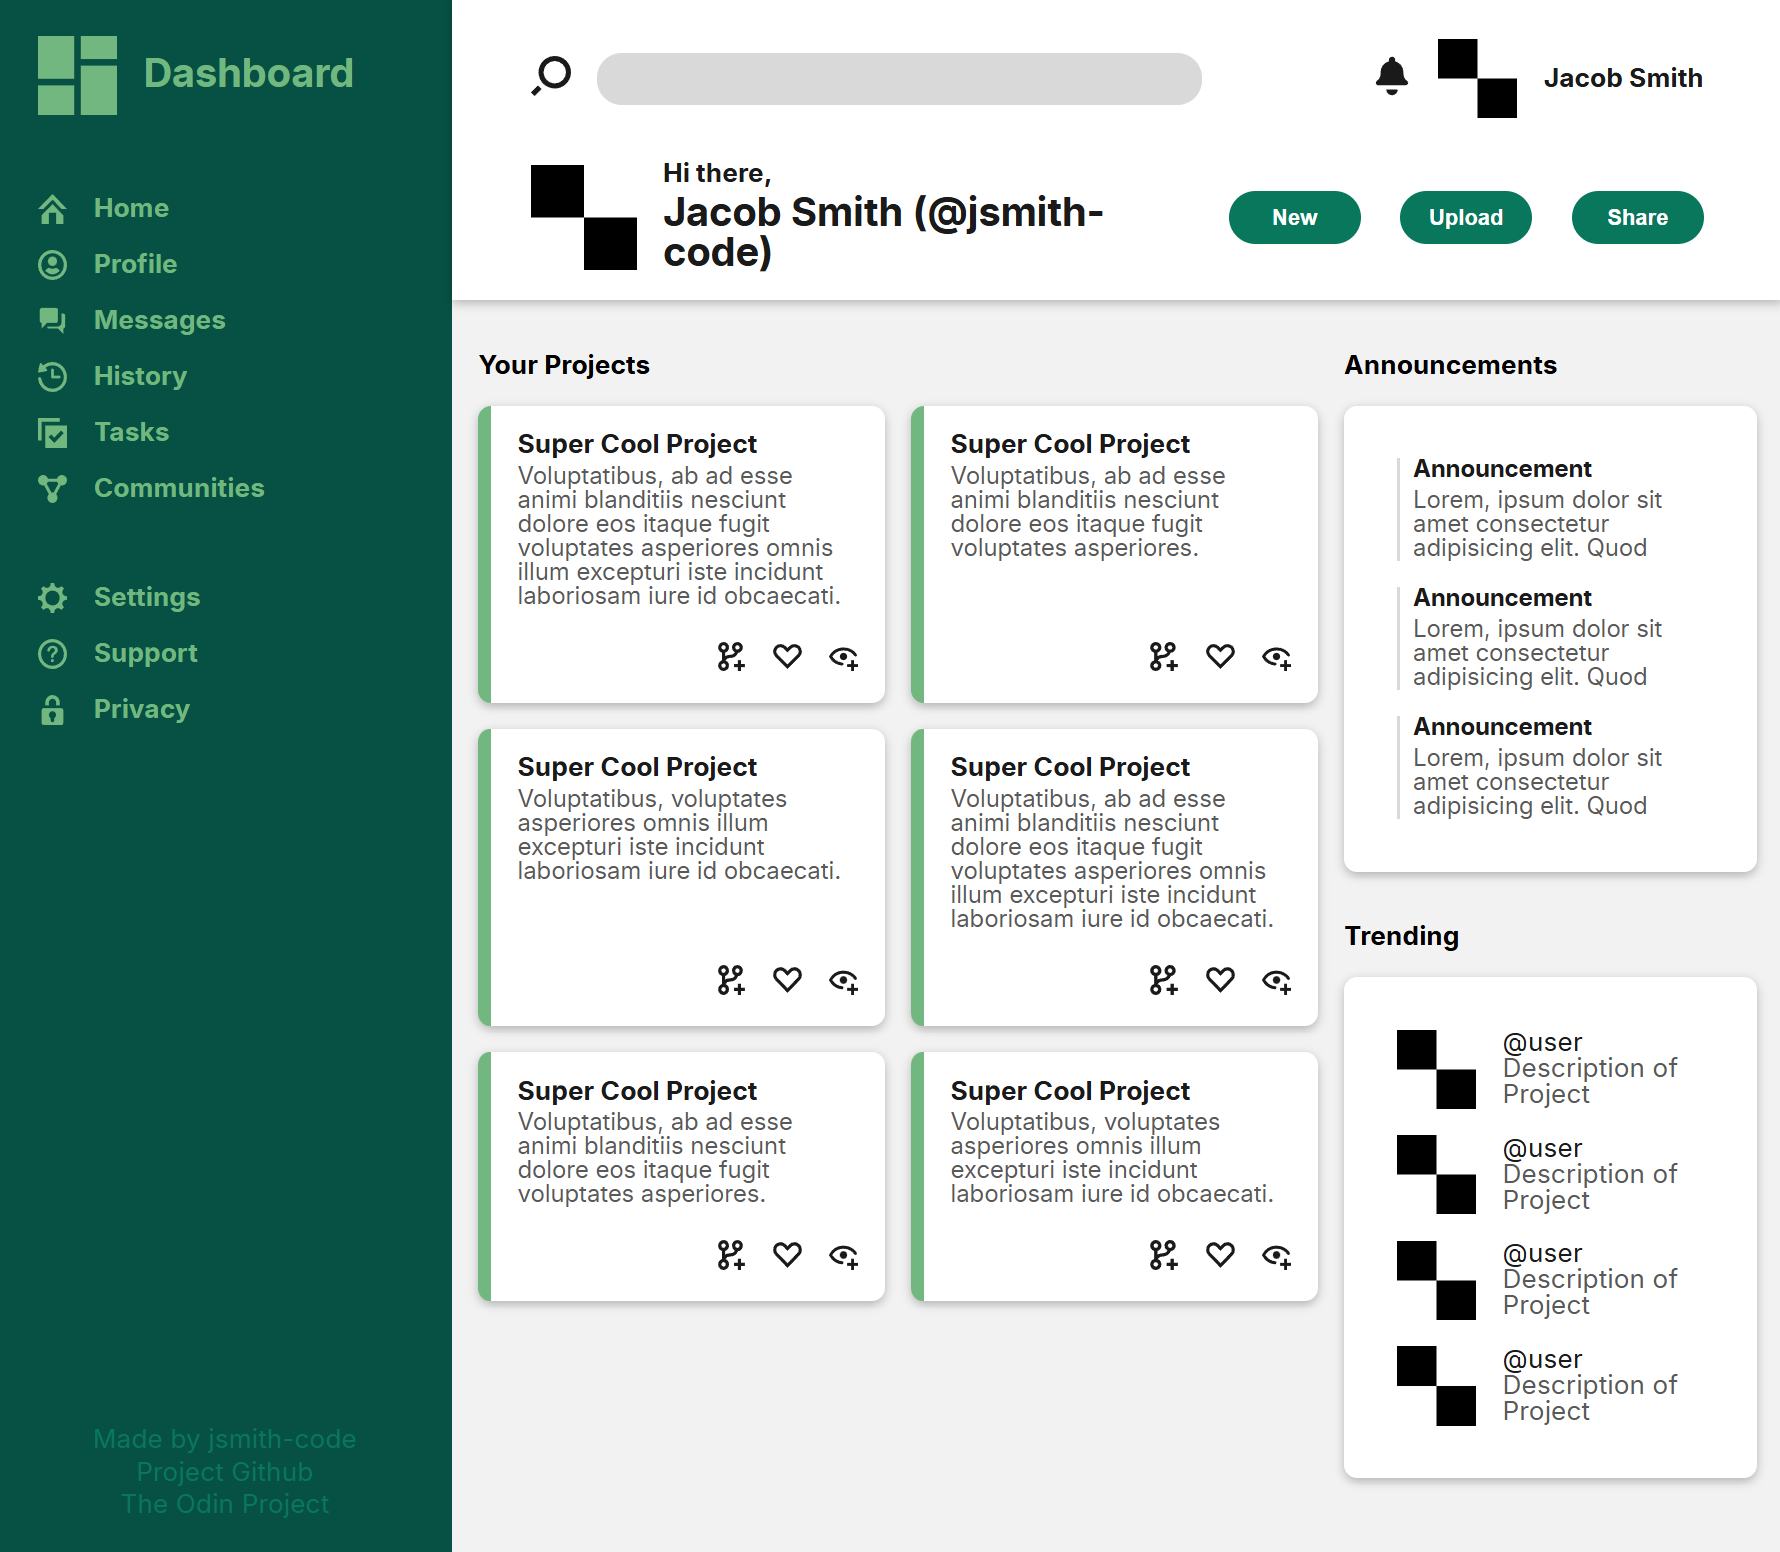 Dashboard
Home
Profile
Messages
History
Tasks
Communities
Settings
Support
Privacy
Made by jsmith-code
Project Github
The Odin Project
Jacob Smith
Hi there,
Jacob Smith (@jsmith-
code)
New
Upload
Share
Your Projects
Super Cool Project
Voluptatibus, ab ad esse
animi blanditiis nesciunt
dolore eos itaque fugit
voluptates asperiores omnis
illum excepturi iste incidunt
laboriosam iure id obcaecati.
Super Cool Project
Voluptatibus, ab ad esse
animi blanditiis nesciunt
dolore eos itaque fugit
voluptates asperiores.
Super Cool Project
Voluptatibus, voluptates
asperiores omnis illum
excepturi iste incidunt
laboriosam iure id obcaecati.
Super Cool Project
Voluptatibus, ab ad esse
animi blanditiis nesciunt
dolore eos itaque fugit
voluptates asperiores omnis
illum excepturi iste incidunt
laboriosam iure id obcaecati.
Super Cool Project
Voluptatibus, ab ad esse
animi blanditiis nesciunt
dolore eos itaque fugit
voluptates asperiores.
Super Cool Project
Voluptatibus, voluptates
asperiores omnis illum
excepturi iste incidunt
laboriosam iure id obcaecati.
Announcements
Announcement
Lorem, ipsum dolor sit
amet consectetur
adipisicing elit. Quod
Announcement
Lorem, ipsum dolor sit
amet consectetur
adipisicing elit. Quod
Announcement
Lorem, ipsum dolor sit
amet consectetur
adipisicing elit. Quod
Trending
@user
Description of
Project
@user
Description of
Project
@user
Description of
Project
@user
Description of
Project